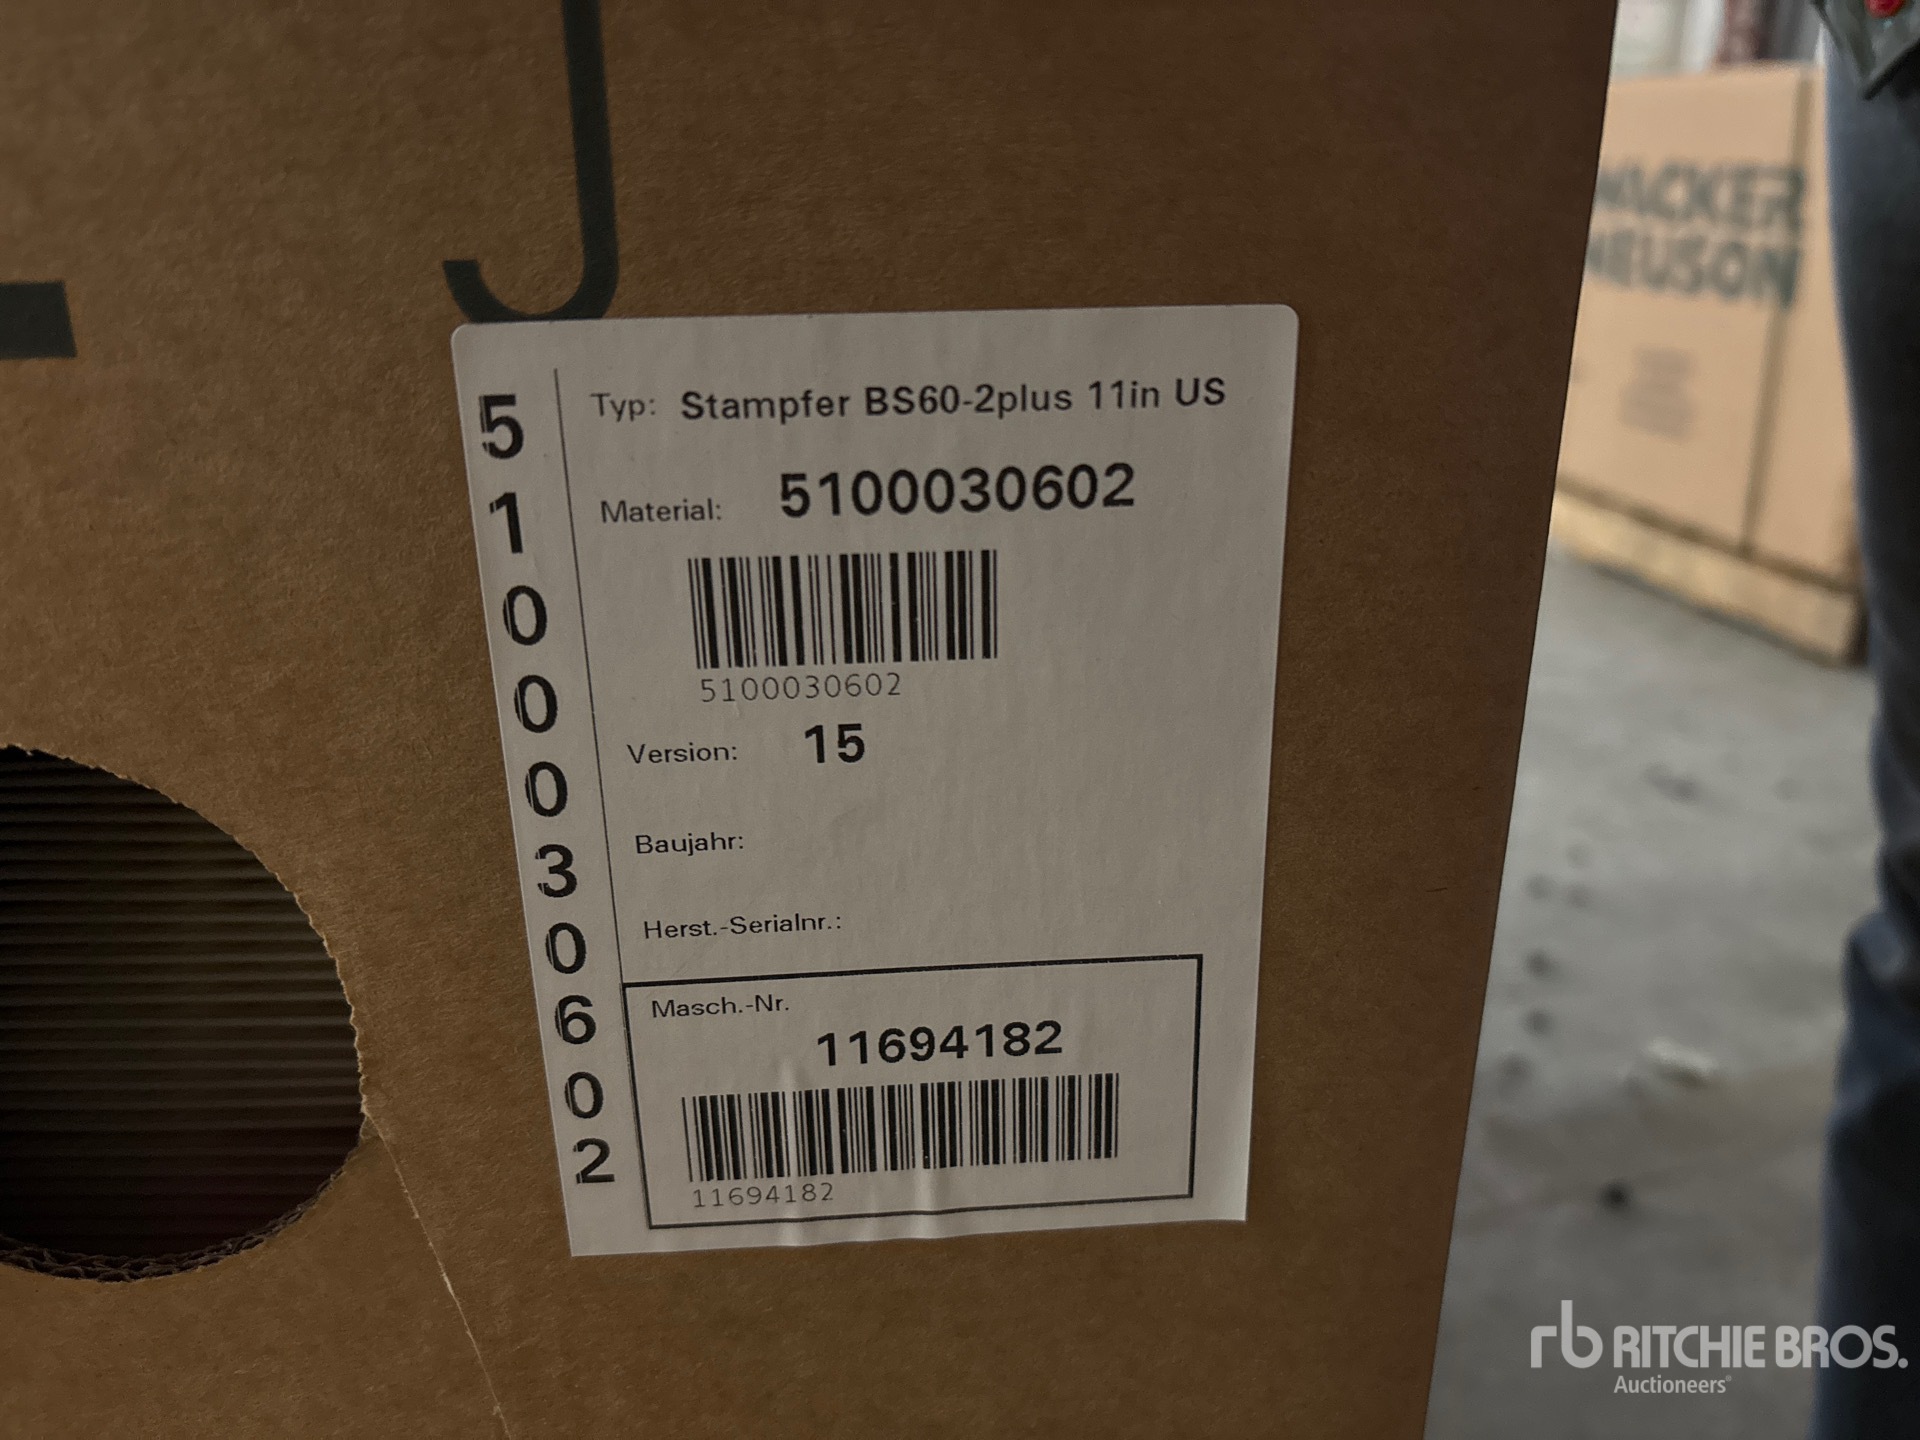 J
5100030602
Typ: Stampfer BS60-2plus 11in US
Material: 5100030602
5100030602
Version: 15
Baujahr:
Herst.-Serialnr.:
Masch.-Nr.
11694182
11694182
WACKER
NEUSON
rb RITCHIE BROS.
Auctioneers